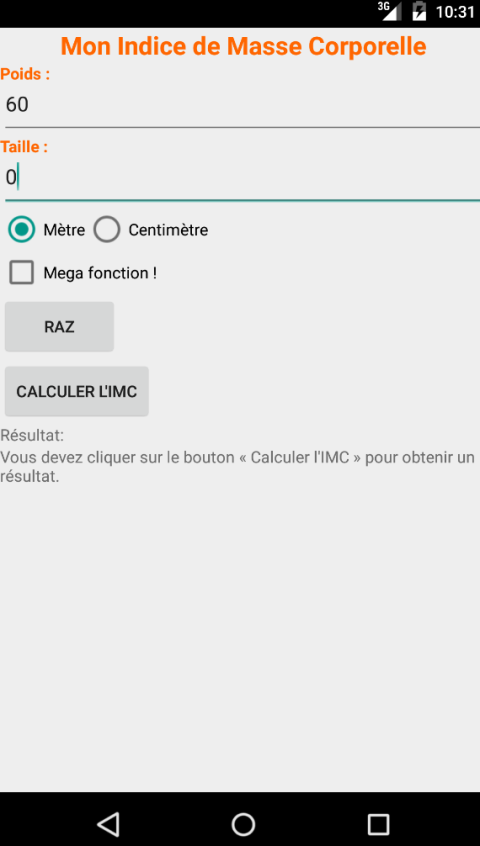 3G 10:31
Mon Indice de Masse Corporelle
Poids :
60
Taille :
0
Mètre Centimètre
Mega fonction !
RAZ
CALCULER L'IMC
Résultat:
Vous devez cliquer sur le bouton « Calculer l'IMC » pour obtenir un
résultat.